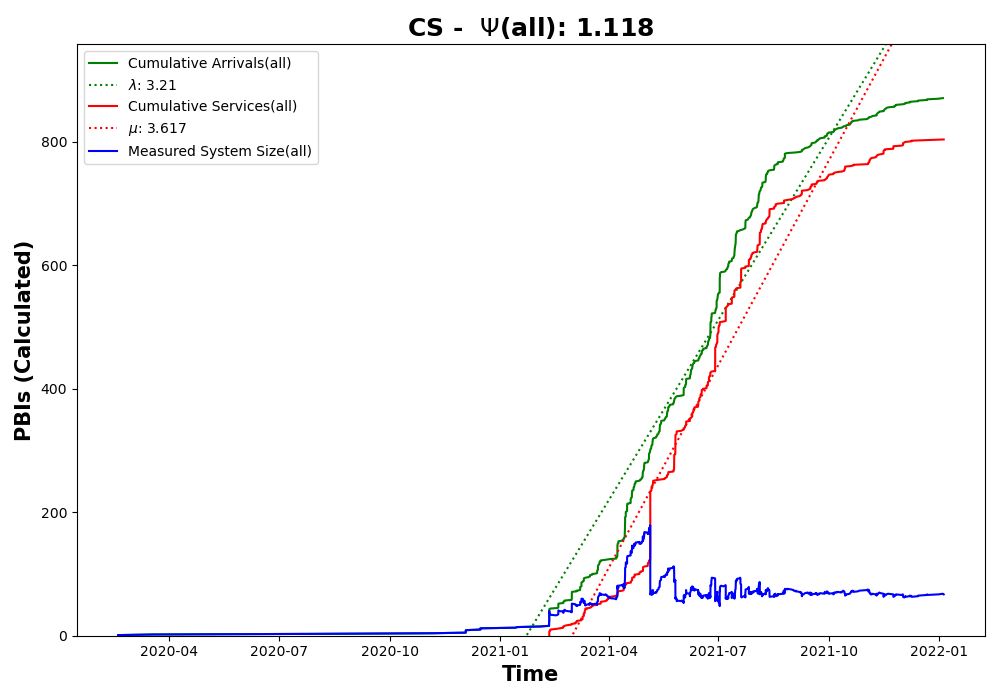 CS - Ψ(all): 1.118
Cumulative Arrivals(all)
λ: 3.21
Cumulative Services(all)
μ: 3.617
Measured System Size(all)
PBIs (Calculated)
800
600
400
200
0
2020-04 2020-07 2020-10 2021-01 2021-04 2021-07 2021-10 2022-01
Time